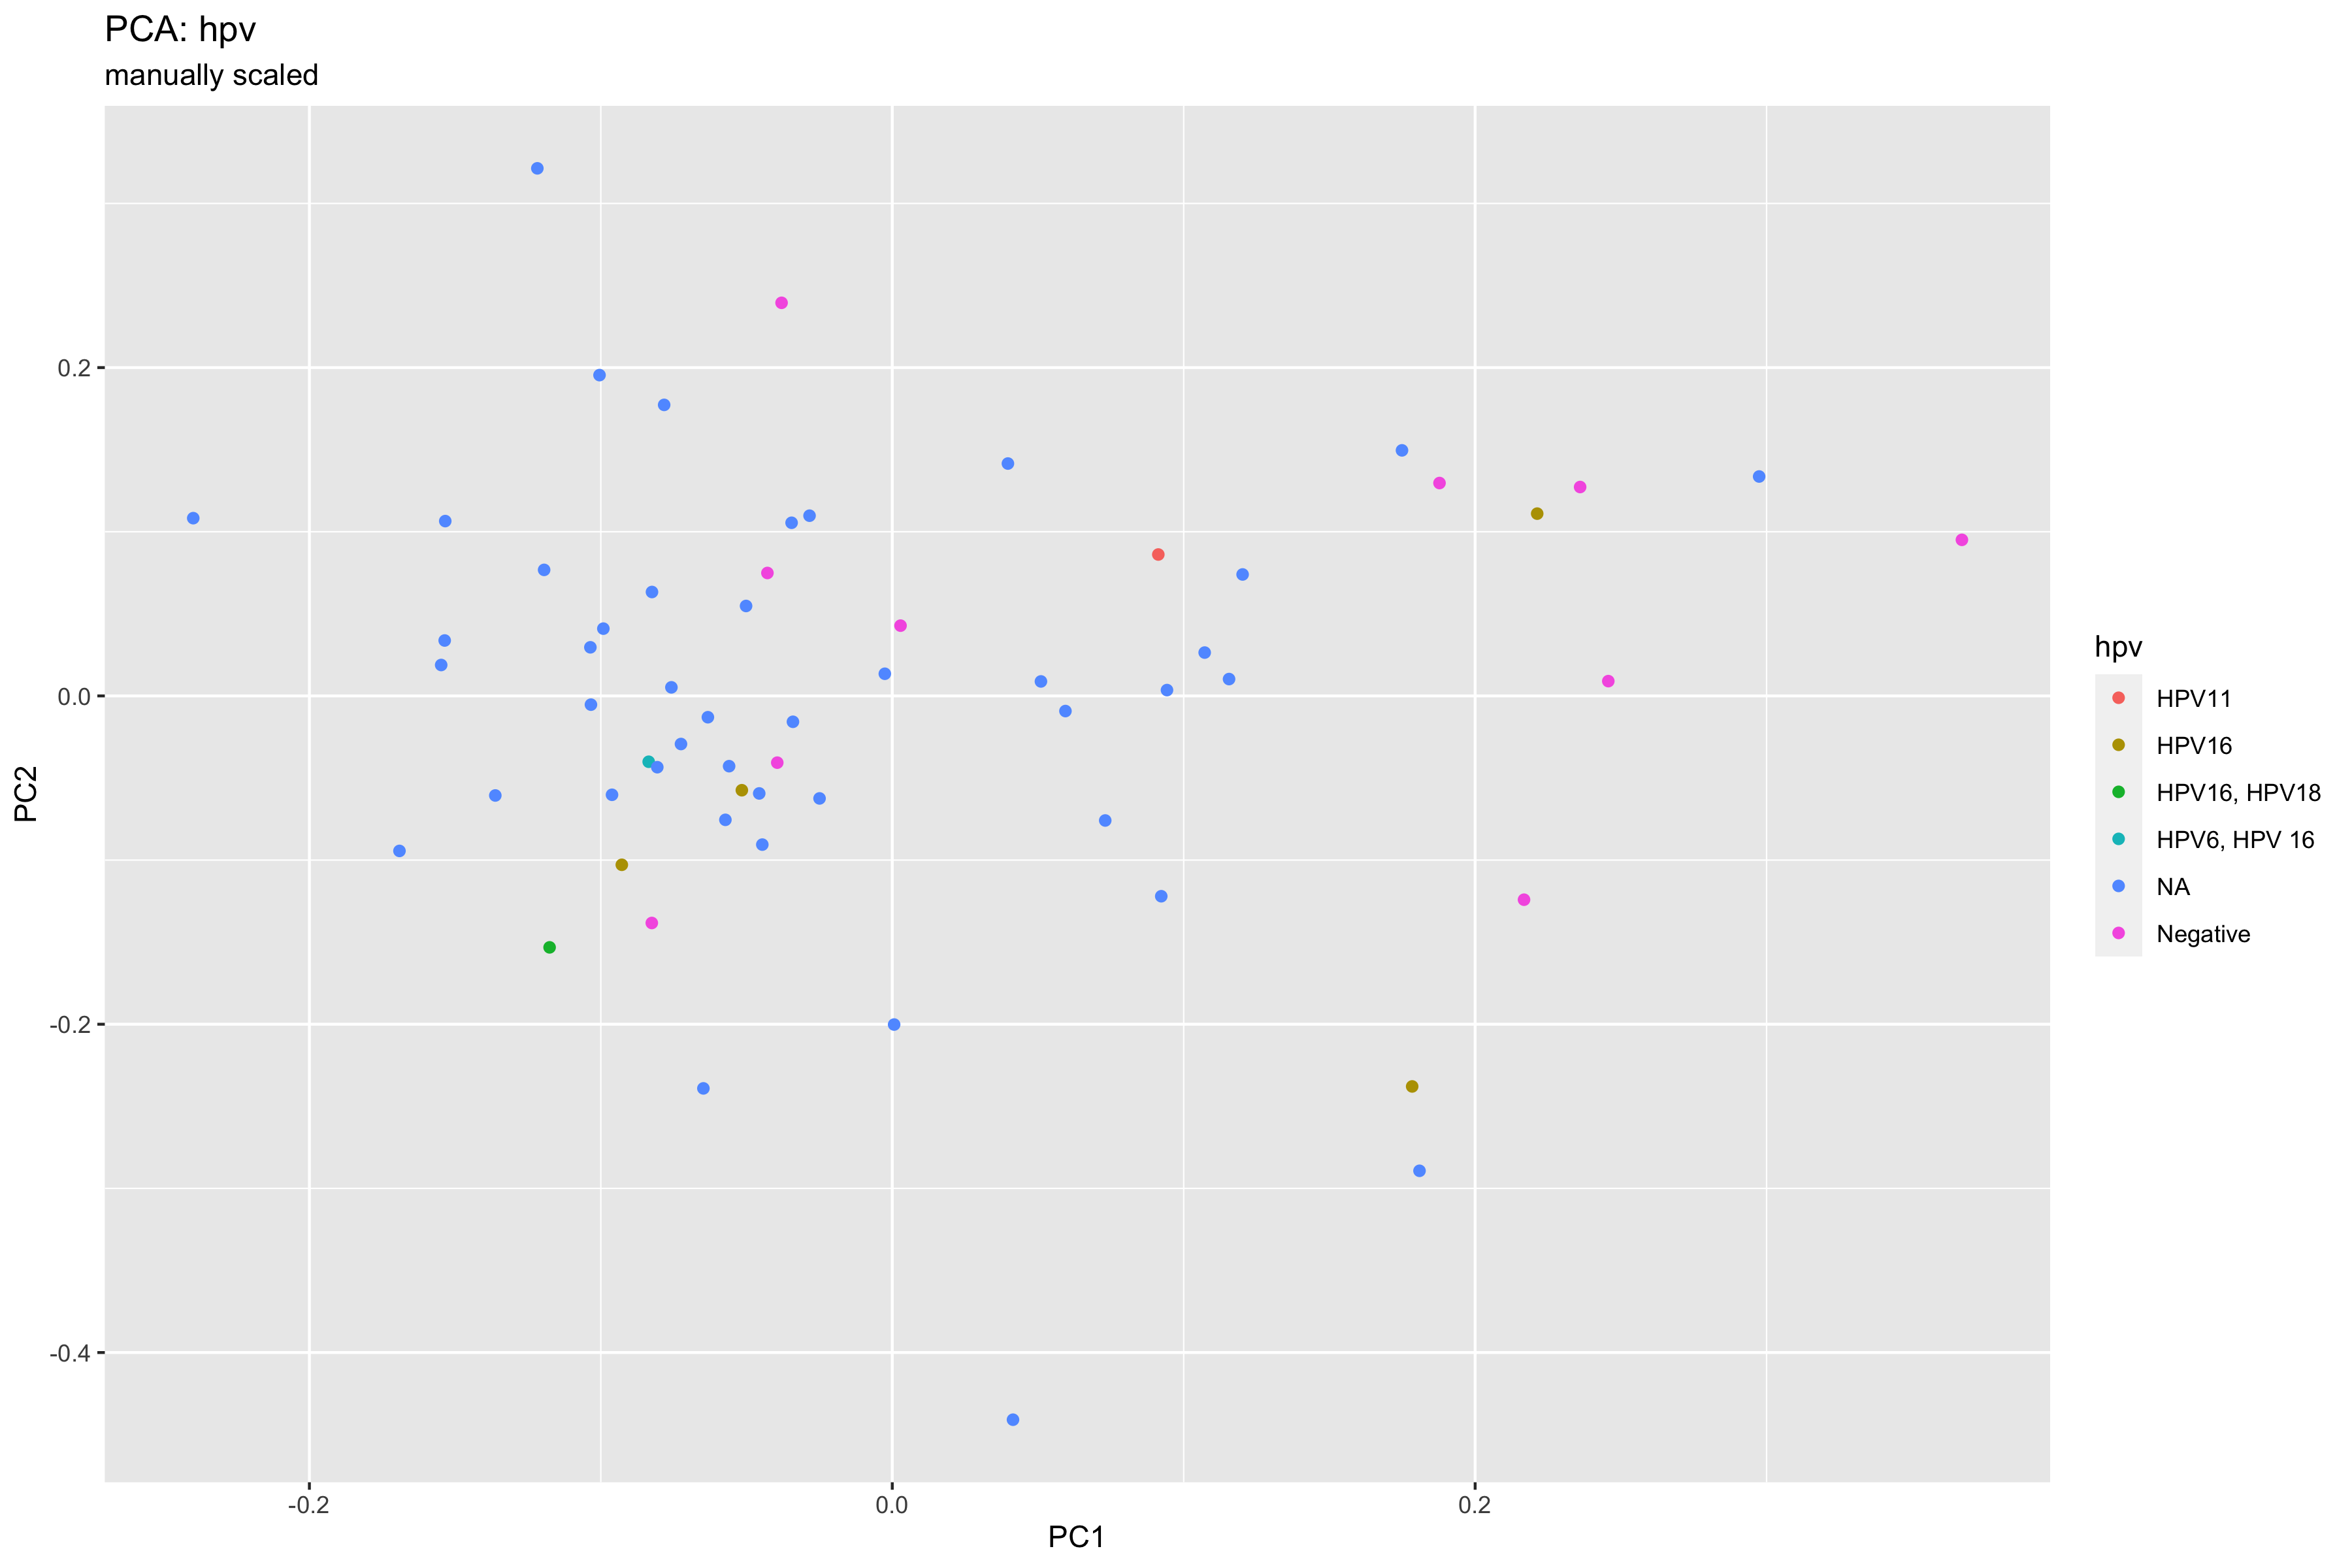 PCA: hpv
manually scaled
0.2
0.0
-0.2
-0.4
PC2
-0.2
0.0
0.2
PC1
hpv
HPV11
HPV16
HPV16, HPV18
HPV6, HPV 16
NA
Negative